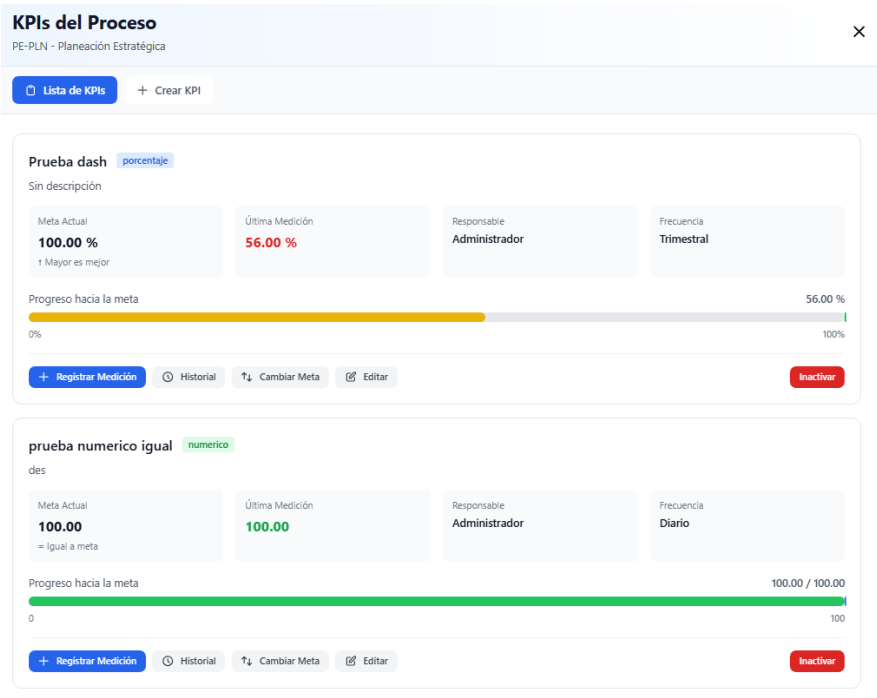 KPIs del Proceso
PE-PLN - Planeación Estratégica
Lista de KPIs
Crear KPI
Prueba dash porcentaje
Sin descripción
Meta Actual
100.00 %
↑ Mayor es mejor
Última Medición
56.00 %
Responsable
Administrador
Frecuencia
Trimestral
Progreso hacia la meta 56.00 %
0% 100%
Registrar Medición Historial Cambiar Meta Editar Inactivar
prueba numerico igual numerico
des
Meta Actual
100.00
= Igual a meta
Última Medición
100.00
Responsable
Administrador
Frecuencia
Diario
Progreso hacia la meta 100.00 / 100.00
0 100
Registrar Medición Historial Cambiar Meta Editar Inactivar